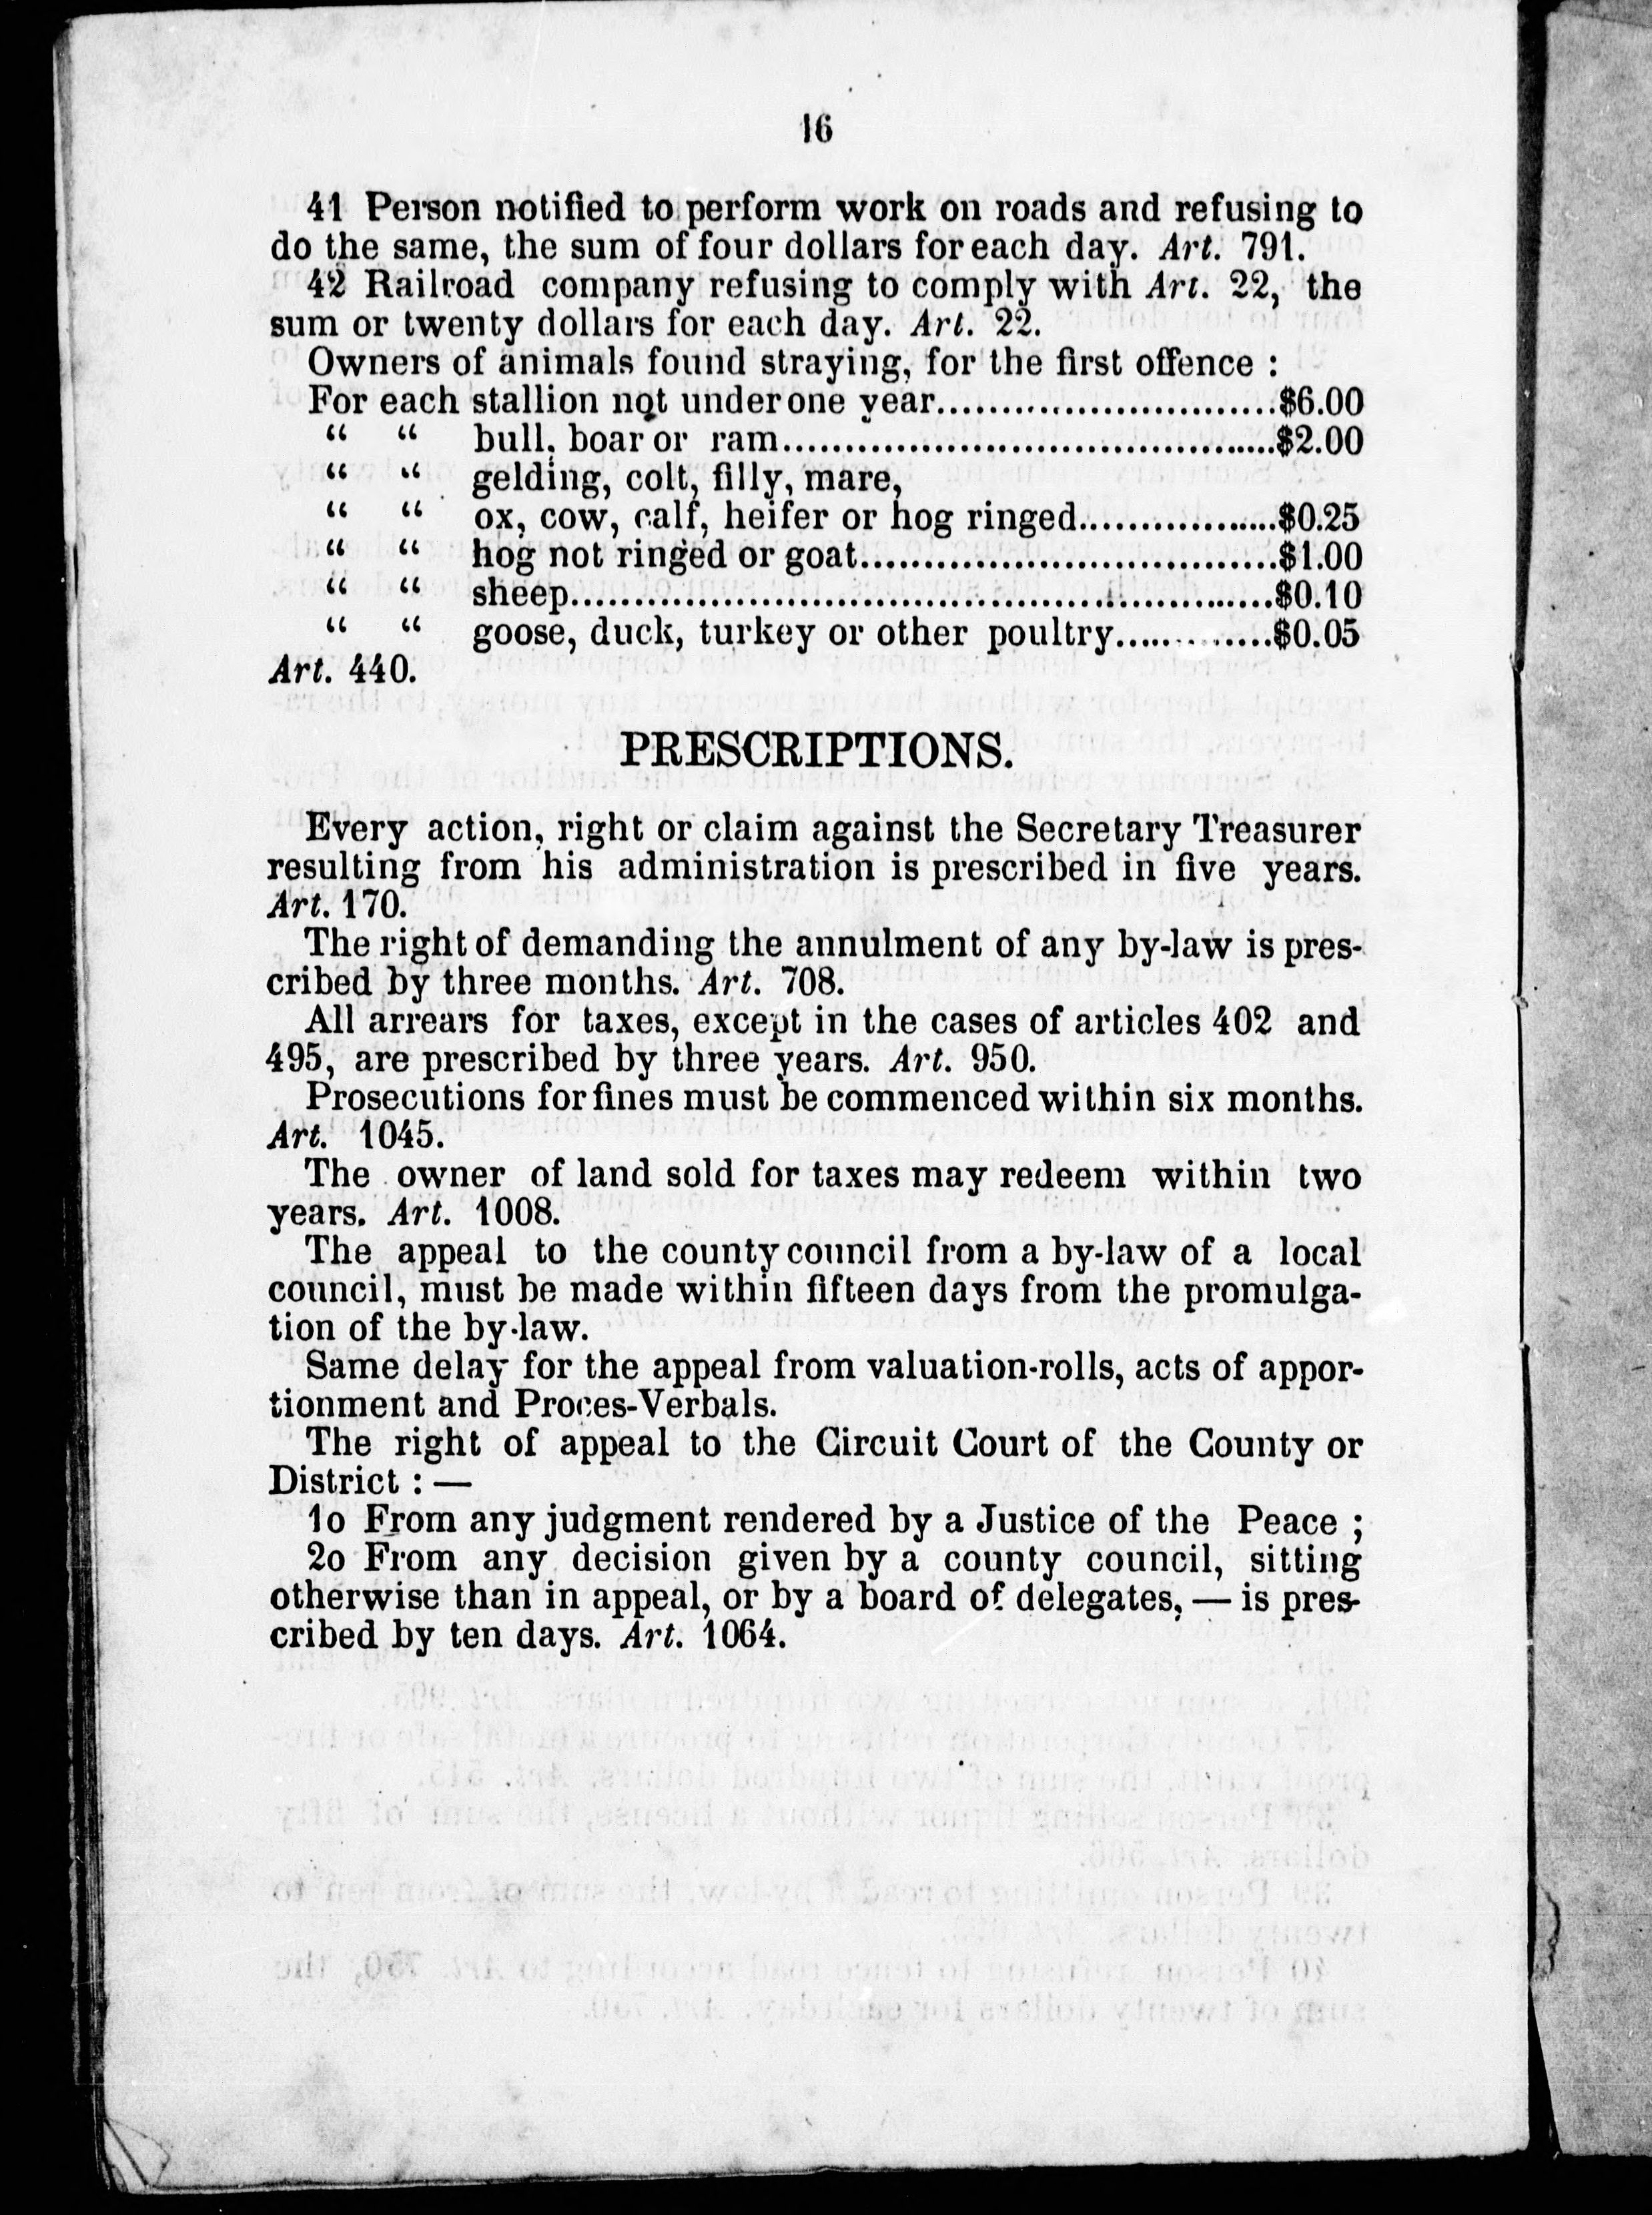 16
41 Person notified to perform work on roads and refusing to
do the same, the sum of four dollars for each day. Art. 791.
42 Railroad company refusing to comply with Art. 22, the
sum or twenty dollars for each day. Art. 22.
Owners of animals found straying, for the first offence :
For each stallion not under one year..........................$6.00
“ “ bull, boar or ram......................................$2.00
“ “ gelding, colt, filly, mare,
“ “ ox, cow, calf, heifer or hog ringed.................$0.25
“ “ hog not ringed or goat.................................$1.00
“ “ sheep.......................................................$0.10
“ “ goose, duck, turkey or other poultry.............$0.05
Art. 440.
PRESCRIPTIONS.
Every action, right or claim against the Secretary Treasurer
resulting from his administration is prescribed in five years.
Art. 170.
The right of demanding the annulment of any by-law is pres-
cribed by three months. Art. 708.
All arrears for taxes, except in the cases of articles 402 and
495, are prescribed by three years. Art. 950.
Prosecutions for fines must be commenced within six months.
Art. 1045.
The owner of land sold for taxes may redeem within two
years. Art. 1008.
The appeal to the county council from a by-law of a local
council, must be made within fifteen days from the promulga-
tion of the by-law.
Same delay for the appeal from valuation-rolls, acts of appor-
tionment and Proces-Verbals.
The right of appeal to the Circuit Court of the County or
District : —
1o From any judgment rendered by a Justice of the Peace ;
2o From any decision given by a county council, sitting
otherwise than in appeal, or by a board of delegates, — is pres-
cribed by ten days. Art. 1064.